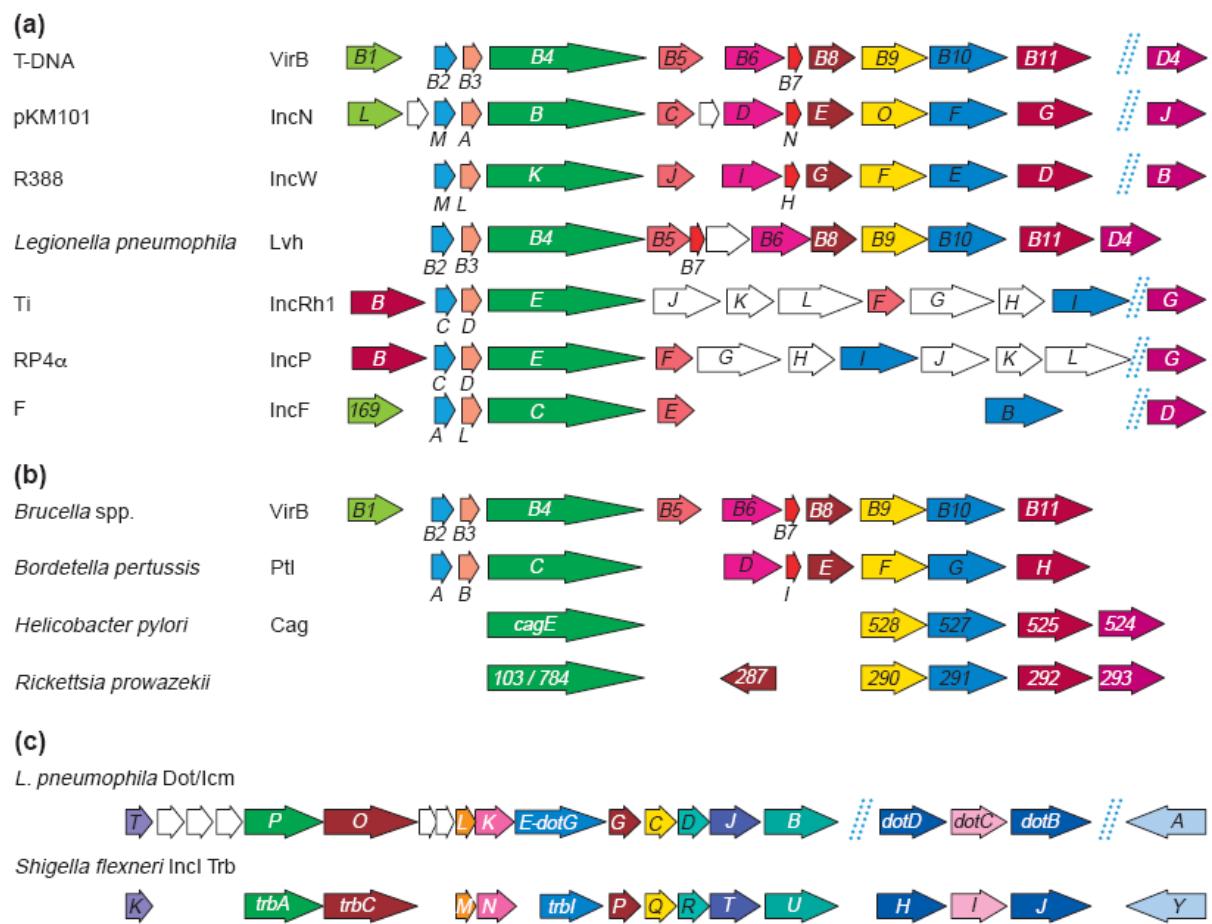 (a)
T-DNA VirB B1 B2 B3 B4 B5 B6 B7 B8 B9 B10 B11 D4
pKM101 IncN L M A B C D N E O F G J
R388 IncW M L K J I H G F E D B
Legionella pneumophila Lvh B2 B3 B4 B5 B7 B6 B8 B9 B10 B11 D4
Ti IncRh1 B C D E J K L F G H I G
RP4α IncP B C D E F G H I J K L G
F IncF 169 A L C E B D
(b)
Brucella spp. VirB B1 B2 B3 B4 B5 B6 B7 B8 B9 B10 B11
Bordetella pertussis Ptl A B C D I E F G H
Helicobacter pylori Cag cagE 528 527 525 524
Rickettsia prowazekii 103 / 784 287 290 291 292 293
(c)
L. pneumophila Dot/Icm
T P O L K E-dotG G C D J B dotD dotC dotB A
Shigella flexneri IncI Trb
K trbA trbC M N trbI P Q R T U H I J Y